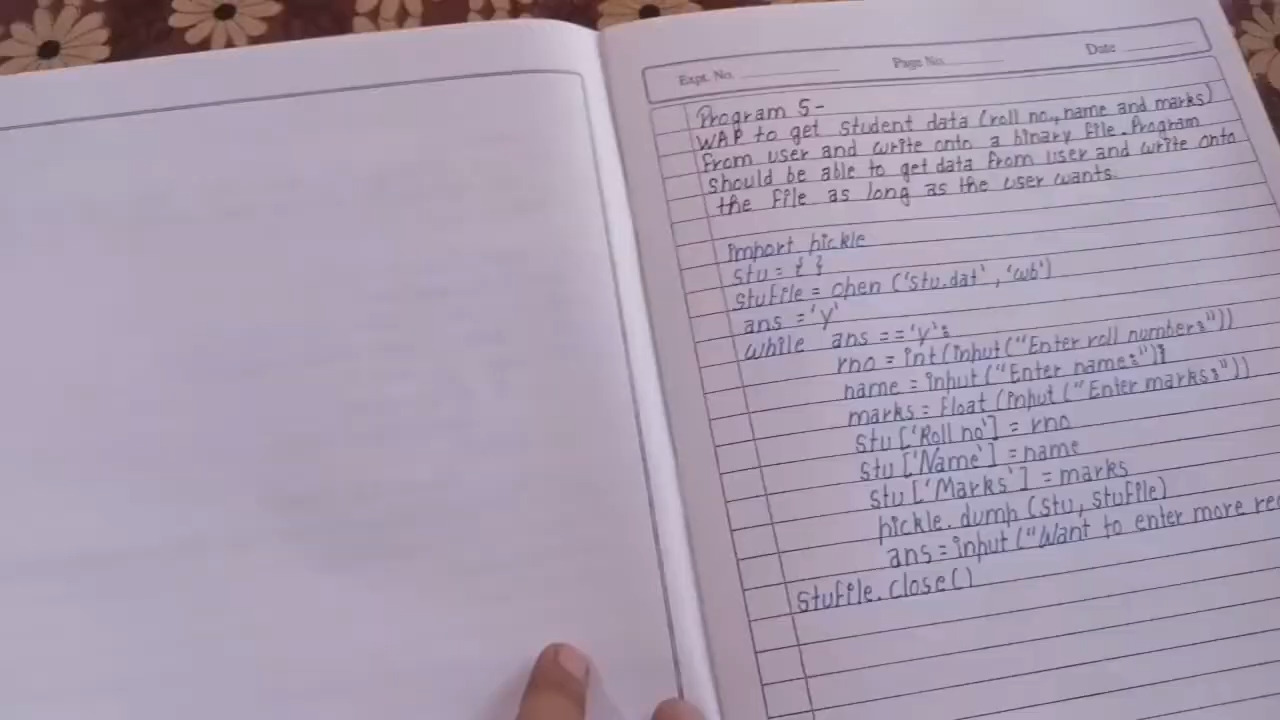 Expt. No.
Page No.
Date
Program 5-
WAP to get student data (roll no., name and marks)
from user and write onto a binary file. Program
should be able to get data from user and write onto
the file as long as the user wants.
import pickle
stu = { }
stufile = open ('stu.dat', 'wb')
ans = 'y'
while ans == 'y':
rno = int(input("Enter roll number:"))
name = input("Enter name:");
marks = float (input ("Enter marks:"))
stu ['Roll no'] = rno
stu ['Name'] = name
stu ['Marks'] = marks
pickle. dump (stu, stufile)
ans = input ("Want to enter more
stufile. close()